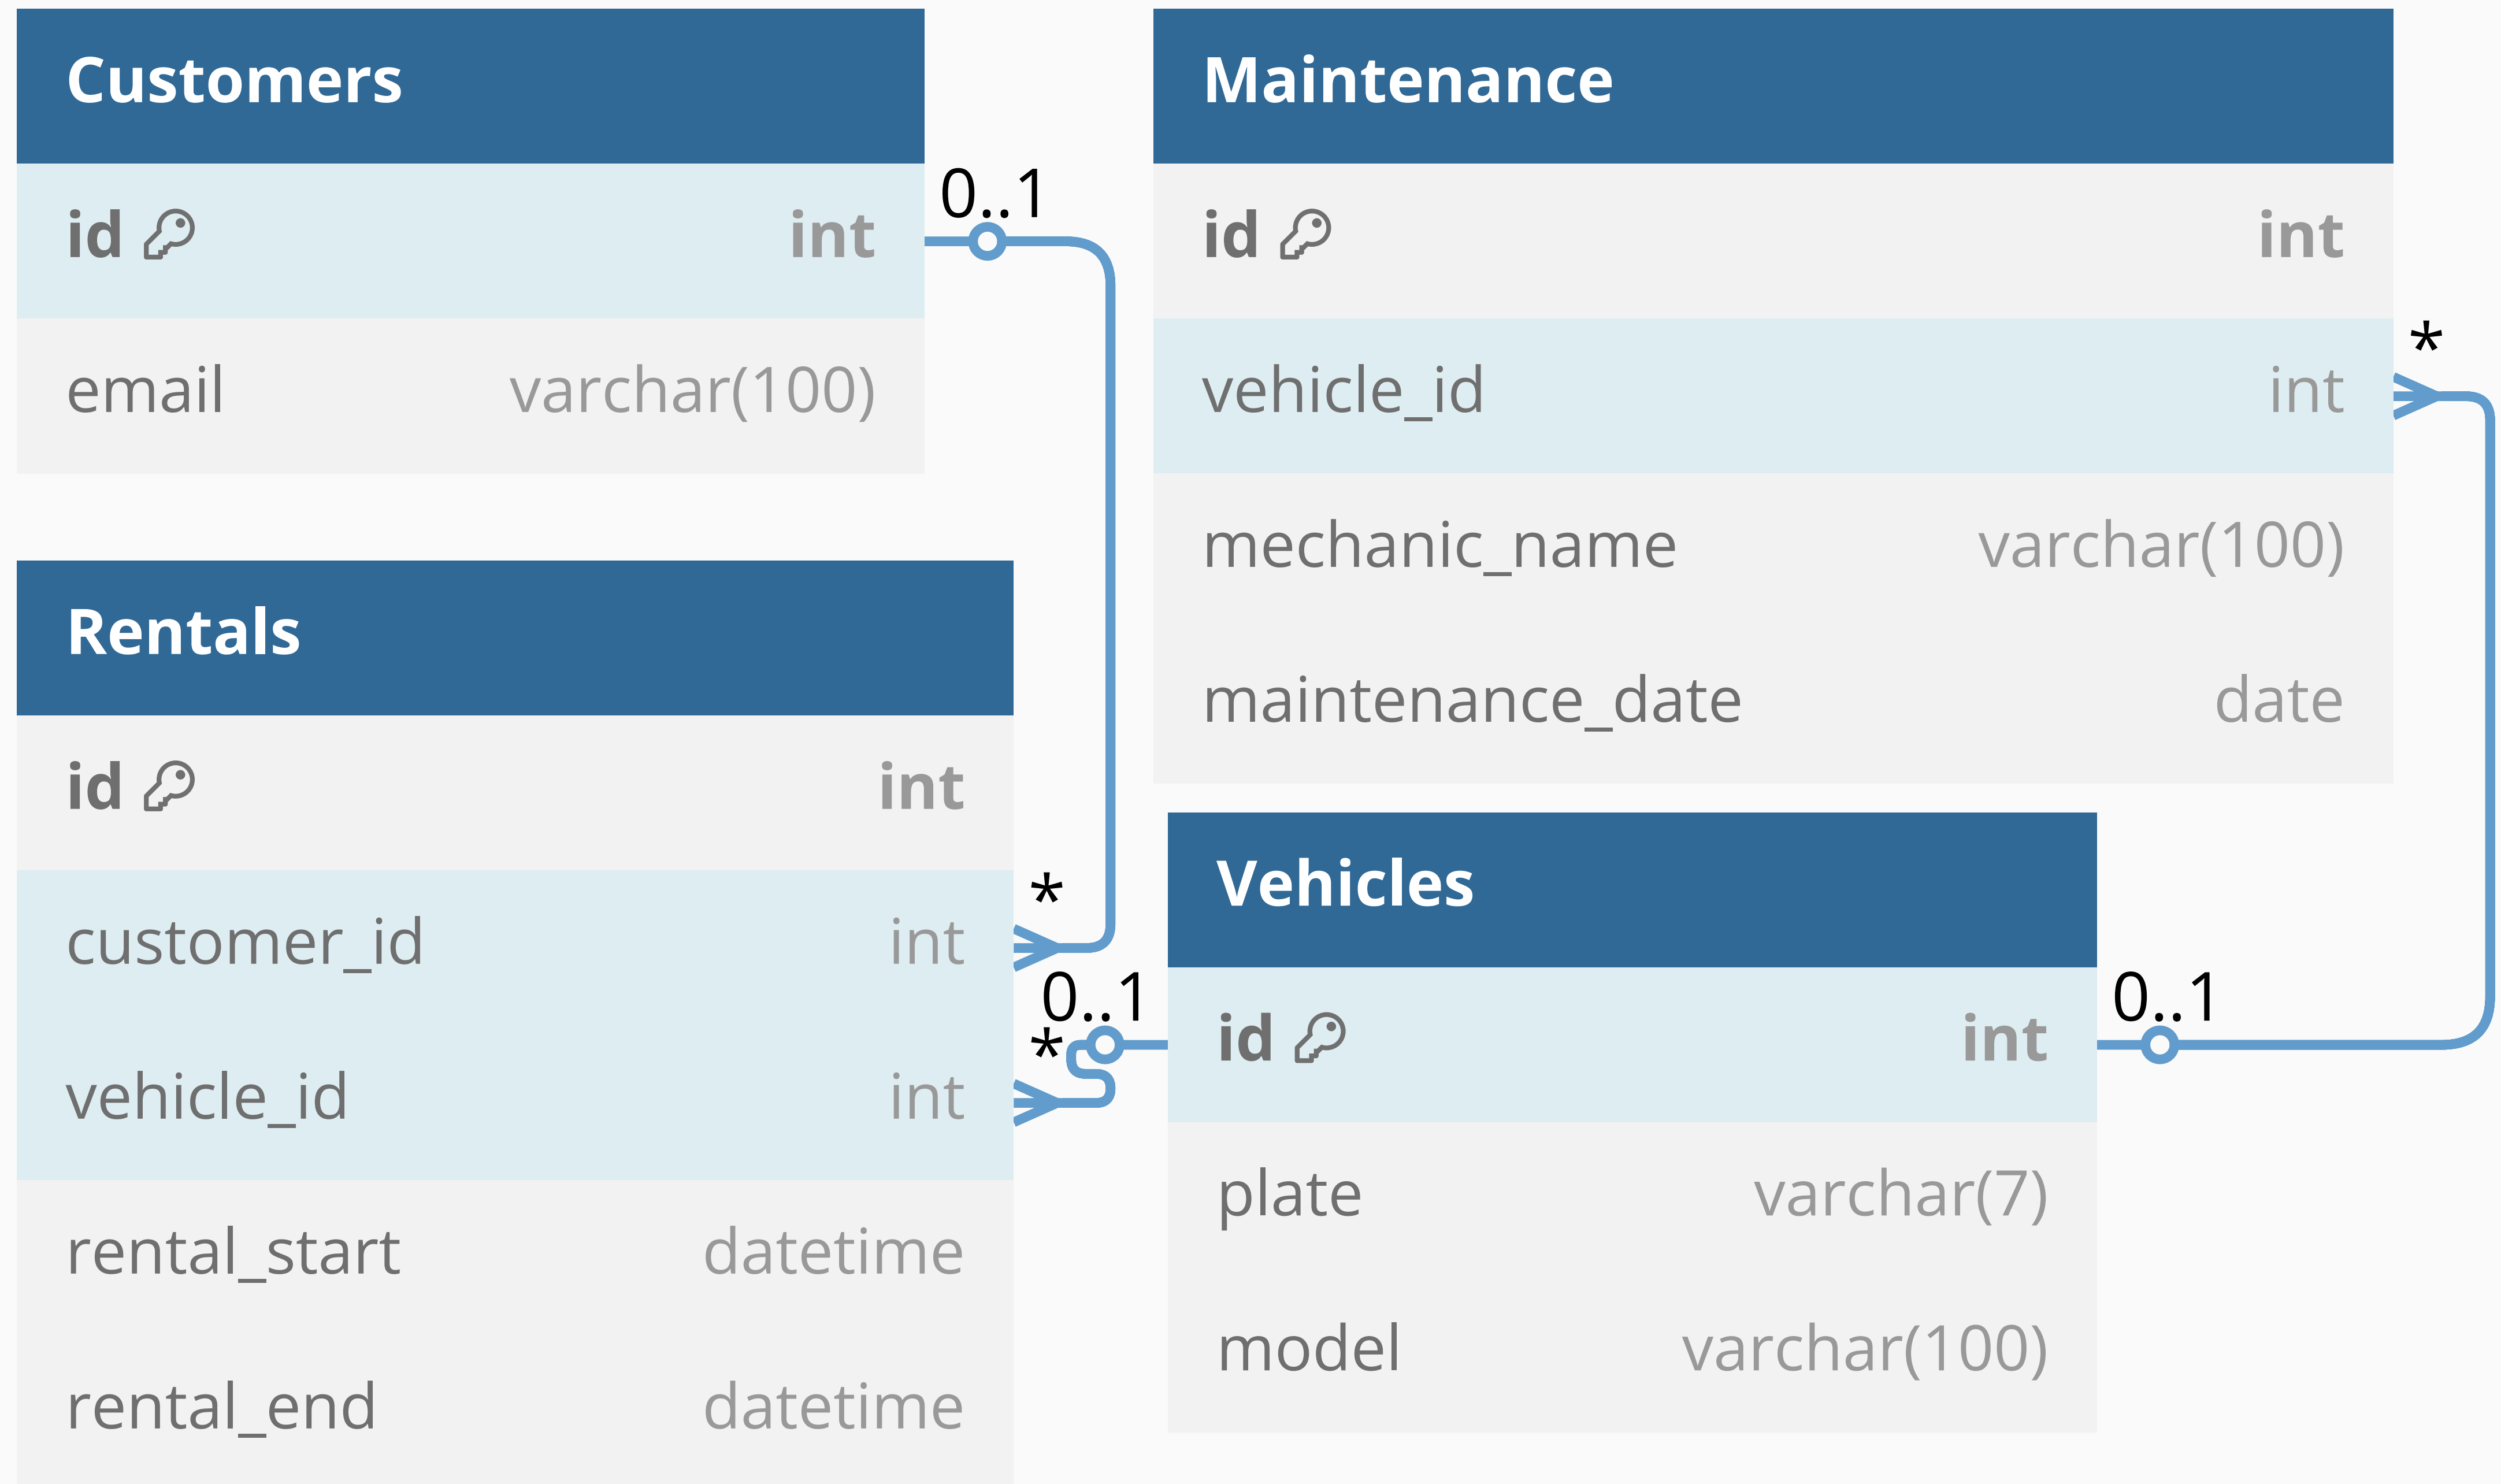 Customers
id int
email varchar(100)
0..1
Maintenance
id int
vehicle_id int
mechanic_name varchar(100)
maintenance_date date
*
Rentals
id int
customer_id int
vehicle_id int
rental_start datetime
rental_end datetime
*
0..1
*
Vehicles
id int
plate varchar(7)
model varchar(100)
0..1